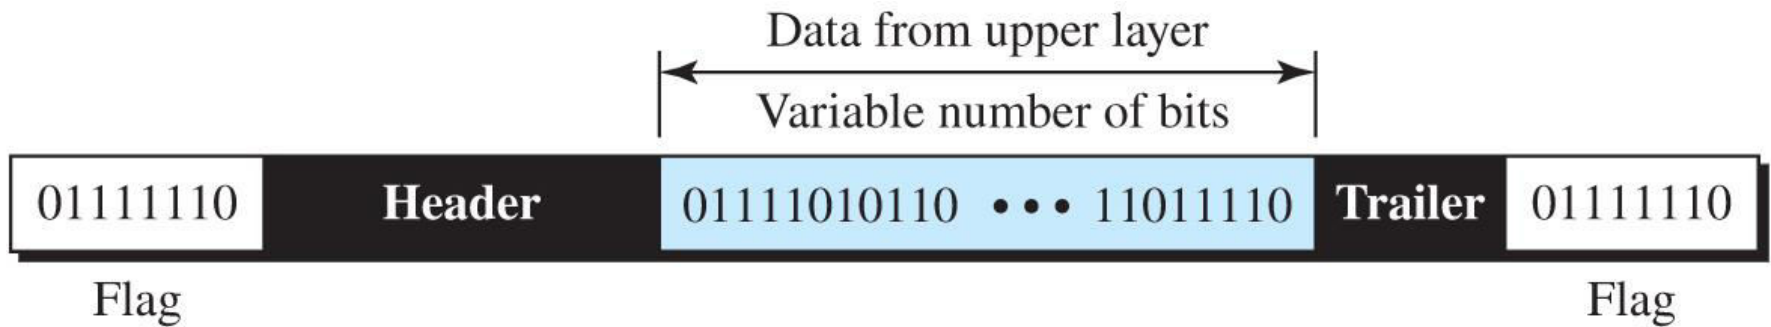 Data from upper layer
Variable number of bits
01111110 Header 01111010110 ••• 11011110 Trailer 01111110
Flag Flag